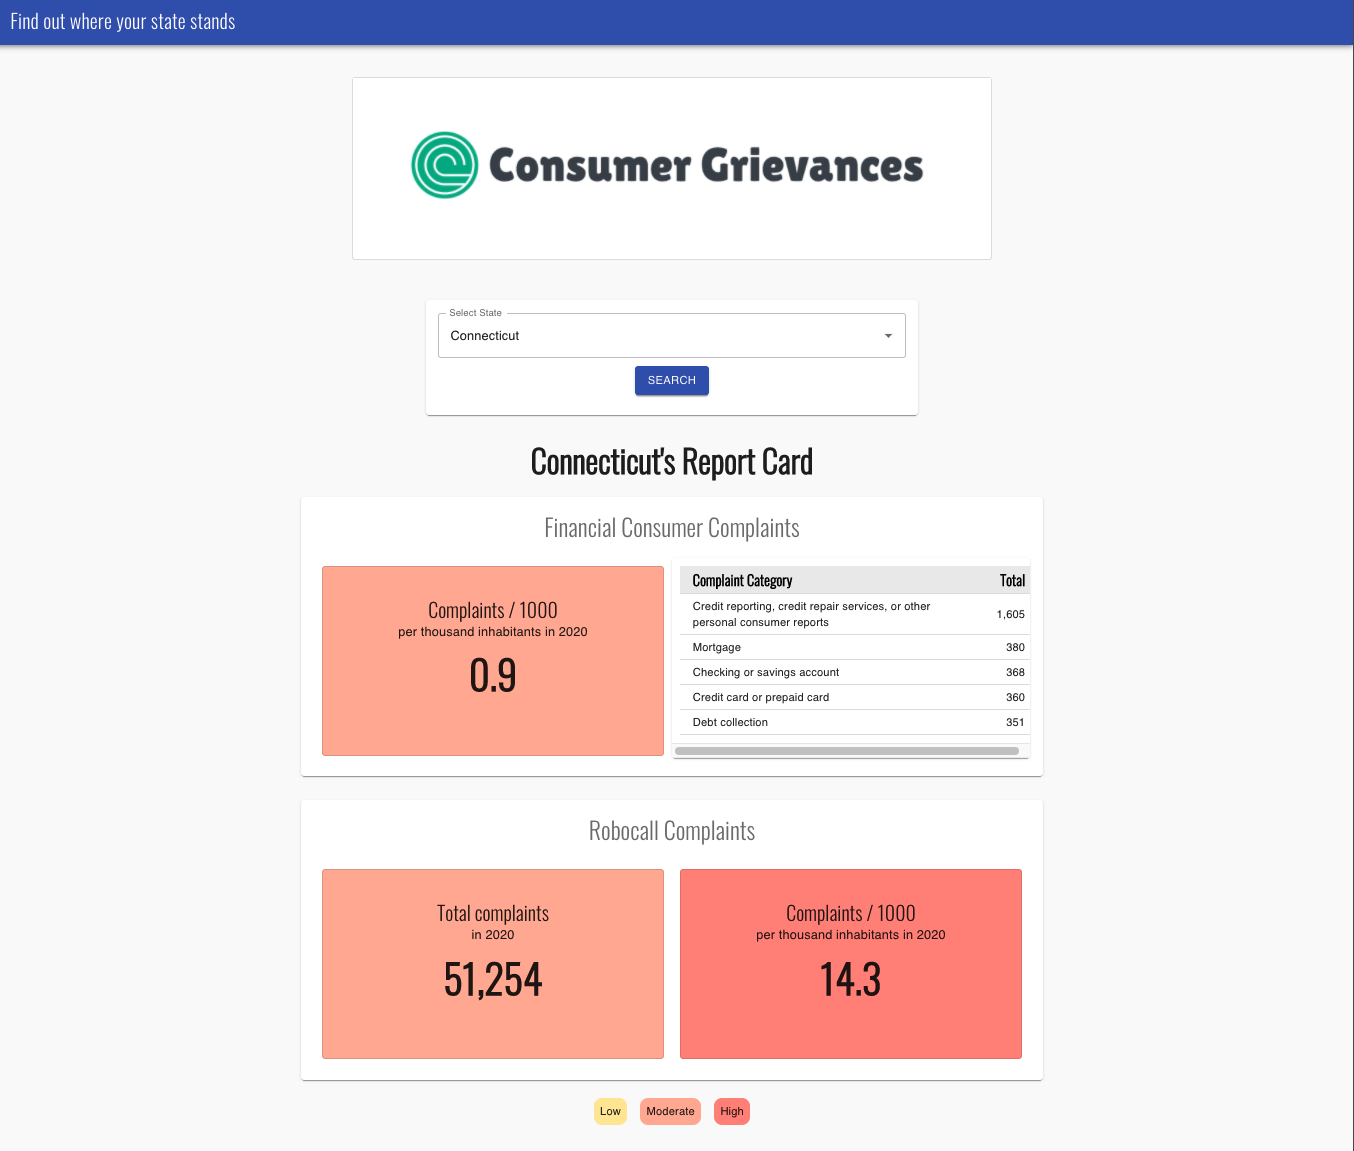 Find out where your state stands
Consumer Grievances
Select State
Connecticut
SEARCH
Connecticut's Report Card
Financial Consumer Complaints
Complaints / 1000
per thousand inhabitants in 2020
0.9
Complaint Category Total
Credit reporting, credit repair services, or other
personal consumer reports 1,605
Mortgage 380
Checking or savings account 368
Credit card or prepaid card 360
Debt collection 351
Robocall Complaints
Total complaints
in 2020
51,254
Complaints / 1000
per thousand inhabitants in 2020
14.3
Low Moderate High